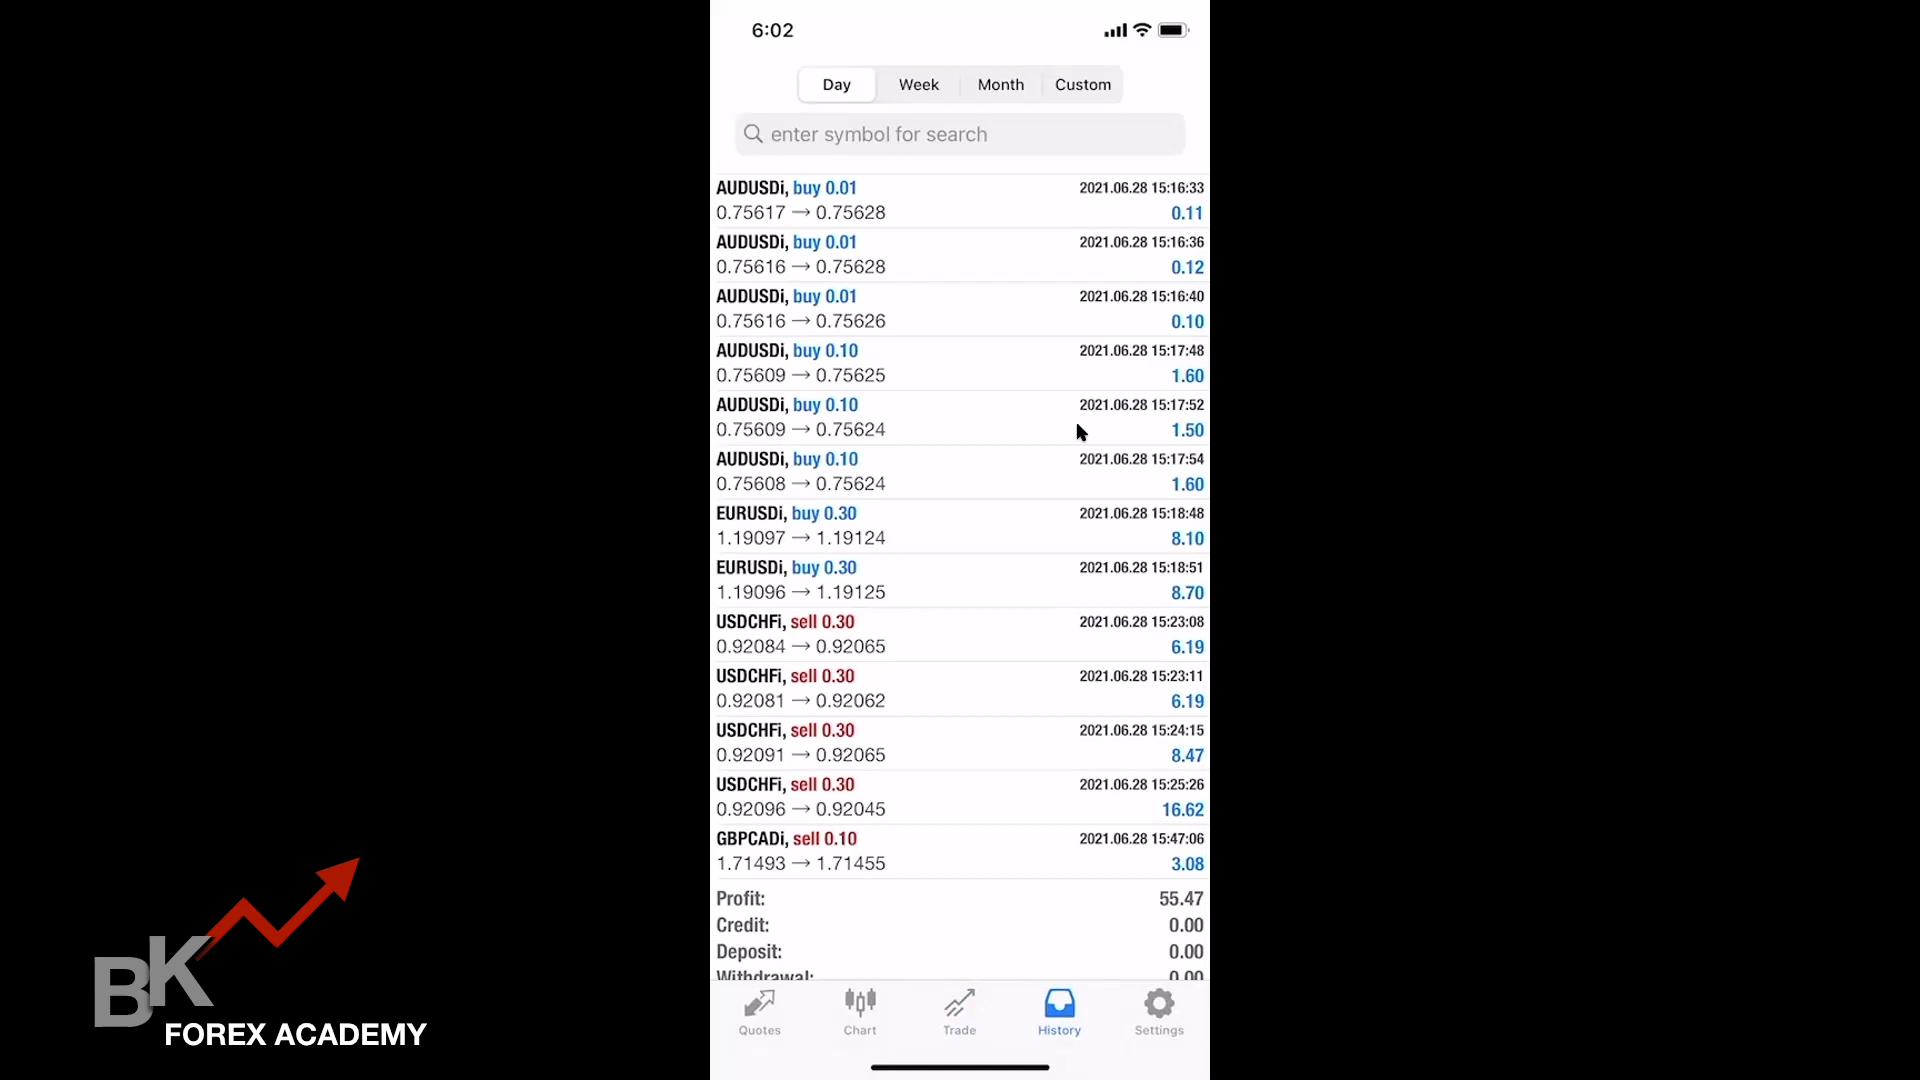 6:02
Day Week Month Custom
enter symbol for search
AUDUSDi, buy 0.01 2021.06.28 15:16:33
0.75617 → 0.75628 0.11
AUDUSDi, buy 0.01 2021.06.28 15:16:36
0.75616 → 0.75628 0.12
AUDUSDi, buy 0.01 2021.06.28 15:16:40
0.75616 → 0.75626 0.10
AUDUSDi, buy 0.10 2021.06.28 15:17:48
0.75609 → 0.75625 1.60
AUDUSDi, buy 0.10 2021.06.28 15:17:52
0.75609 → 0.75624 1.50
AUDUSDi, buy 0.10 2021.06.28 15:17:54
0.75608 → 0.75624 1.60
EURUSDi, buy 0.30 2021.06.28 15:18:48
1.19097 → 1.19124 8.10
EURUSDi, buy 0.30 2021.06.28 15:18:51
1.19096 → 1.19125 8.70
USDCHFi, sell 0.30 2021.06.28 15:23:08
0.92084 → 0.92065 6.19
USDCHFi, sell 0.30 2021.06.28 15:23:11
0.92081 → 0.92062 6.19
USDCHFi, sell 0.30 2021.06.28 15:24:15
0.92091 → 0.92065 8.47
USDCHFi, sell 0.30 2021.06.28 15:25:26
0.92096 → 0.92045 16.62
GBPCADi, sell 0.10 2021.06.28 15:47:06
1.71493 → 1.71455 3.08
Profit: 55.47
Credit: 0.00
Deposit: 0.00
Withdrawal: 0.00
Quotes Chart Trade History Settings
BK
FOREX ACADEMY